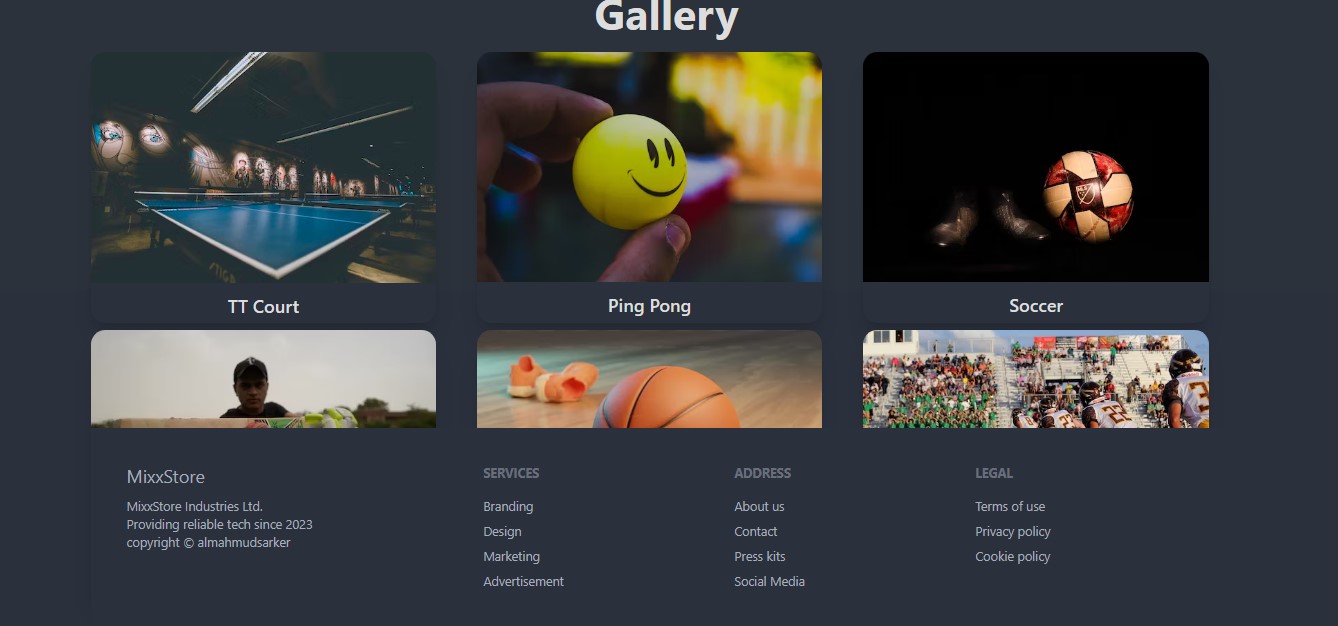 Gallery
TT Court
Ping Pong
Soccer
MixxStore
MixxStore Industries Ltd.
Providing reliable tech since 2023
copyright © almahmudsarker
SERVICES
Branding
Design
Marketing
Advertisement
ADDRESS
About us
Contact
Press kits
Social Media
LEGAL
Terms of use
Privacy policy
Cookie policy
STIGA
22